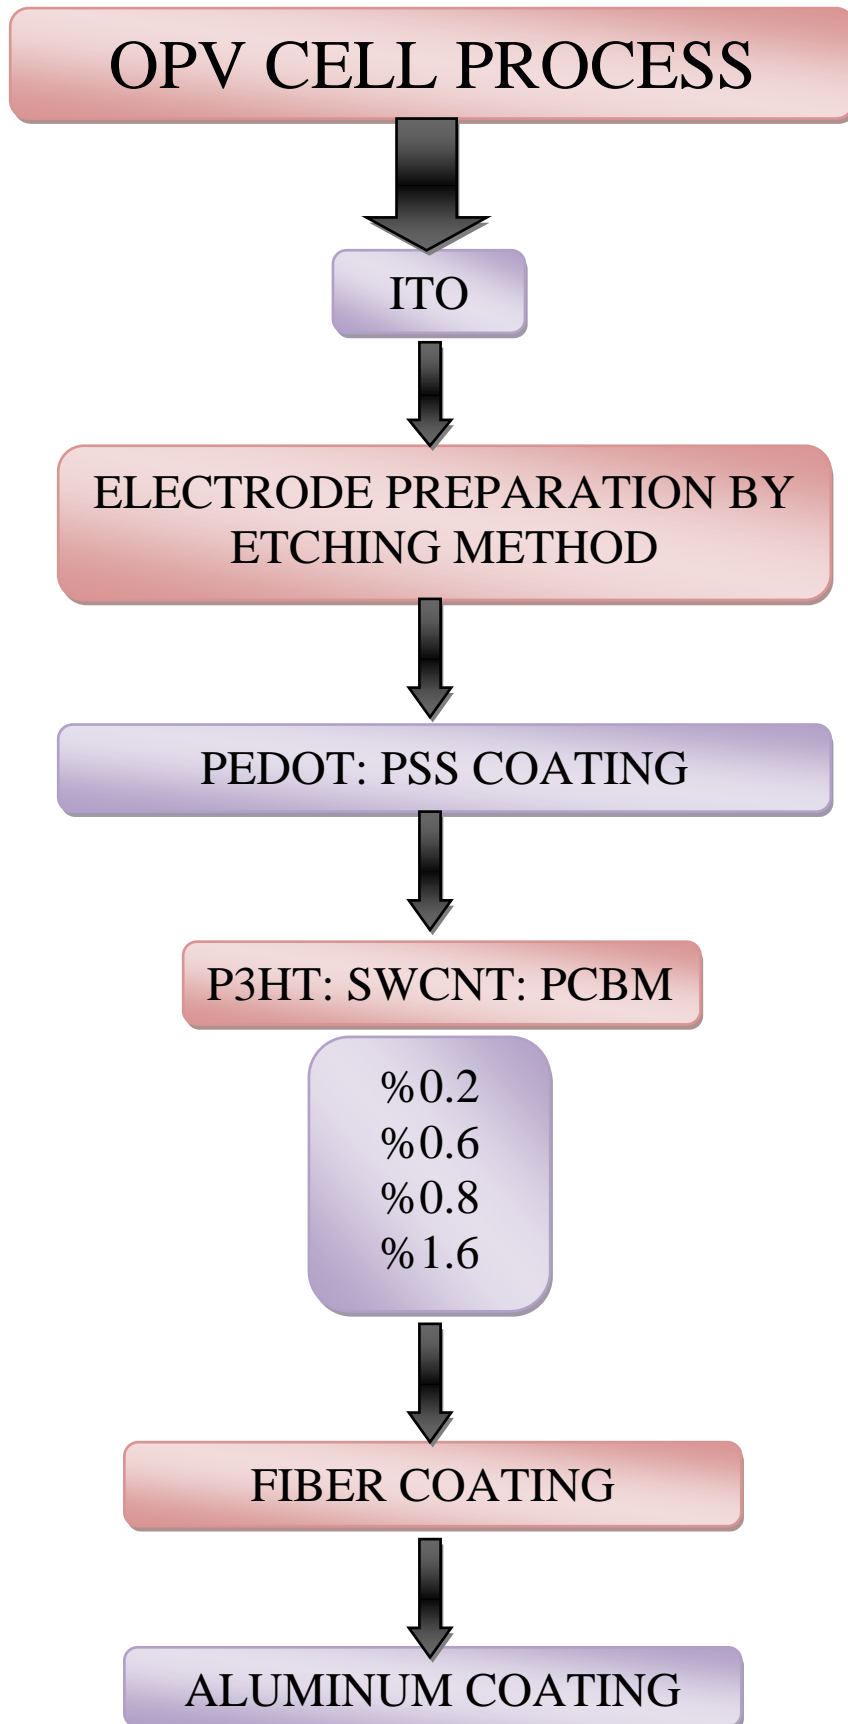 OPV CELL PROCESS
ITO
ELECTRODE PREPARATION BY
ETCHING METHOD
PEDOT: PSS COATING
P3HT: SWCNT: PCBM
%0.2
%0.6
%0.8
%1.6
FIBER COATING
ALUMINUM COATING